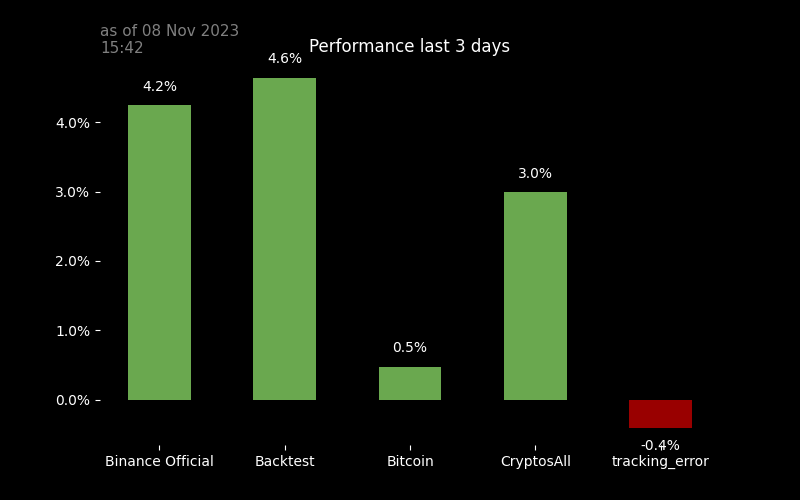 as of 08 Nov 2023
15:42
Performance last 3 days
4.2%
4.6%
0.5%
3.0%
-0.4%
4.0%
3.0%
2.0%
1.0%
0.0%
Binance Official
Backtest
Bitcoin
CryptosAll
tracking_error